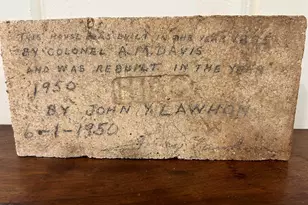 THIS HOUSE WAS BUILT IN THE YEAR
BY COLONEL A.M. DAVIS
AND WAS REBUILT IN THE YEAR
1950
BY JOHN Y LAWHON
6-1-1950